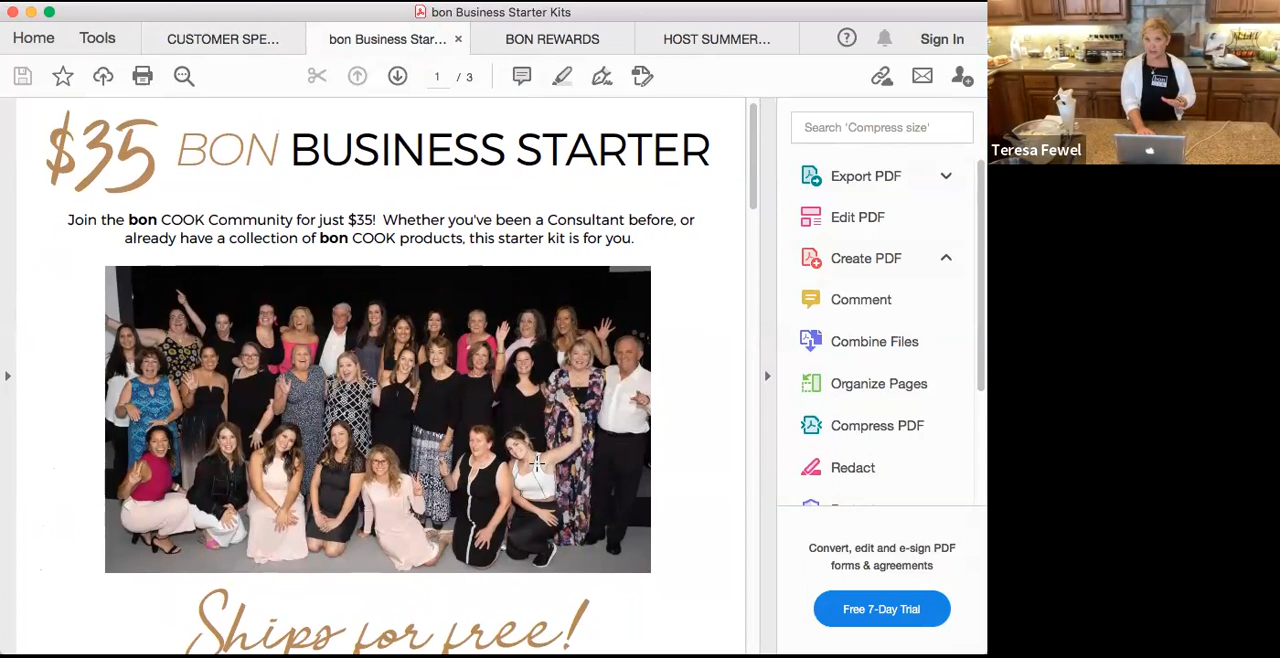 bon Business Starter Kits
Home Tools CUSTOMER SPE... bon Business Star... × BON REWARDS HOST SUMMER... Sign In
1 / 3
$35 BON BUSINESS STARTER
Join the bon COOK Community for just $35! Whether you've been a Consultant before, or
already have a collection of bon COOK products, this starter kit is for you.
Ships for free!
Search 'Compress size'
Export PDF
Edit PDF
Create PDF
Comment
Combine Files
Organize Pages
Compress PDF
Redact
Convert, edit and e-sign PDF
forms & agreements
Free 7-Day Trial
bon
Teresa Fewel